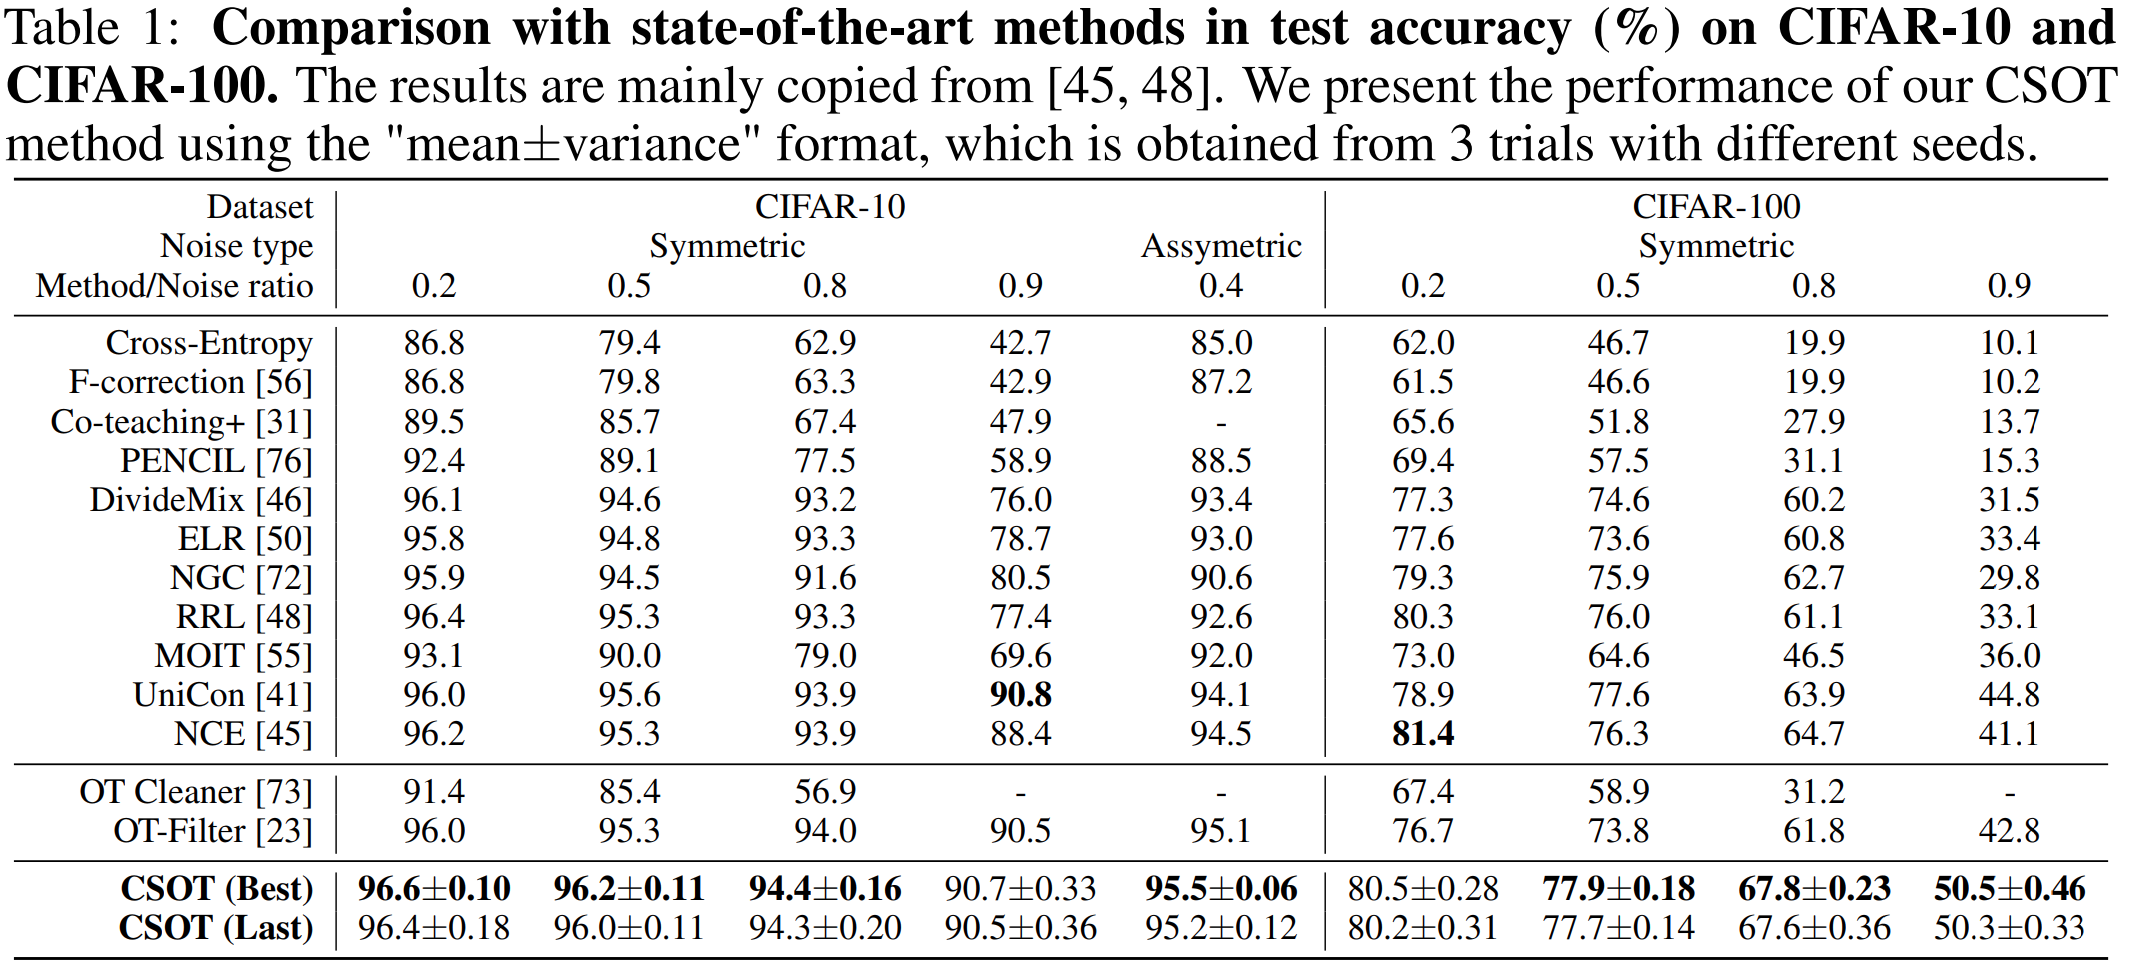 Table 1: Comparison with state-of-the-art methods in test accuracy (%) on CIFAR-10 and
CIFAR-100. The results are mainly copied from [45, 48]. We present the performance of our CSOT
method using the "mean±variance" format, which is obtained from 3 trials with different seeds.
Dataset CIFAR-10 CIFAR-100
Noise type Symmetric Assymetric Symmetric
Method/Noise ratio 0.2 0.5 0.8 0.9 0.4 0.2 0.5 0.8 0.9
Cross-Entropy 86.8 79.4 62.9 42.7 85.0 62.0 46.7 19.9 10.1
F-correction [56] 86.8 79.8 63.3 42.9 87.2 61.5 46.6 19.9 10.2
Co-teaching+ [31] 89.5 85.7 67.4 47.9 - 65.6 51.8 27.9 13.7
PENCIL [76] 92.4 89.1 77.5 58.9 88.5 69.4 57.5 31.1 15.3
DivideMix [46] 96.1 94.6 93.2 76.0 93.4 77.3 74.6 60.2 31.5
ELR [50] 95.8 94.8 93.3 78.7 93.0 77.6 73.6 60.8 33.4
NGC [72] 95.9 94.5 91.6 80.5 90.6 79.3 75.9 62.7 29.8
RRL [48] 96.4 95.3 93.3 77.4 92.6 80.3 76.0 61.1 33.1
MOIT [55] 93.1 90.0 79.0 69.6 92.0 73.0 64.6 46.5 36.0
UniCon [41] 96.0 95.6 93.9 90.8 94.1 78.9 77.6 63.9 44.8
NCE [45] 96.2 95.3 93.9 88.4 94.5 81.4 76.3 64.7 41.1
OT Cleaner [73] 91.4 85.4 56.9 - - 67.4 58.9 31.2 -
OT-Filter [23] 96.0 95.3 94.0 90.5 95.1 76.7 73.8 61.8 42.8
CSOT (Best) 96.6±0.10 96.2±0.11 94.4±0.16 90.7±0.33 95.5±0.06 80.5±0.28 77.9±0.18 67.8±0.23 50.5±0.46
CSOT (Last) 96.4±0.18 96.0±0.11 94.3±0.20 90.5±0.36 95.2±0.12 80.2±0.31 77.7±0.14 67.6±0.36 50.3±0.33